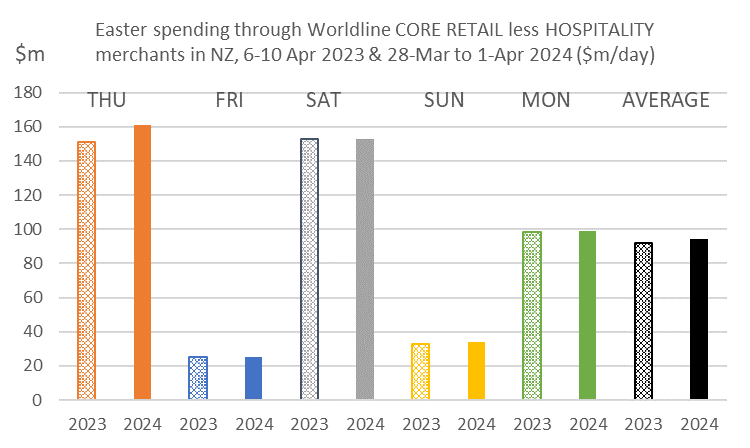 Easter spending through Worldline CORE RETAIL less HOSPITALITY
$m merchants in NZ, 6-10 Apr 2023 & 28-Mar to 1-Apr 2024 ($m/day)
180
THU FRI SAT SUN MON AVERAGE
160
140
120
100
80
60
40
20
0
2023 2024 2023 2024 2023 2024 2023 2024 2023 2024 2023 2024